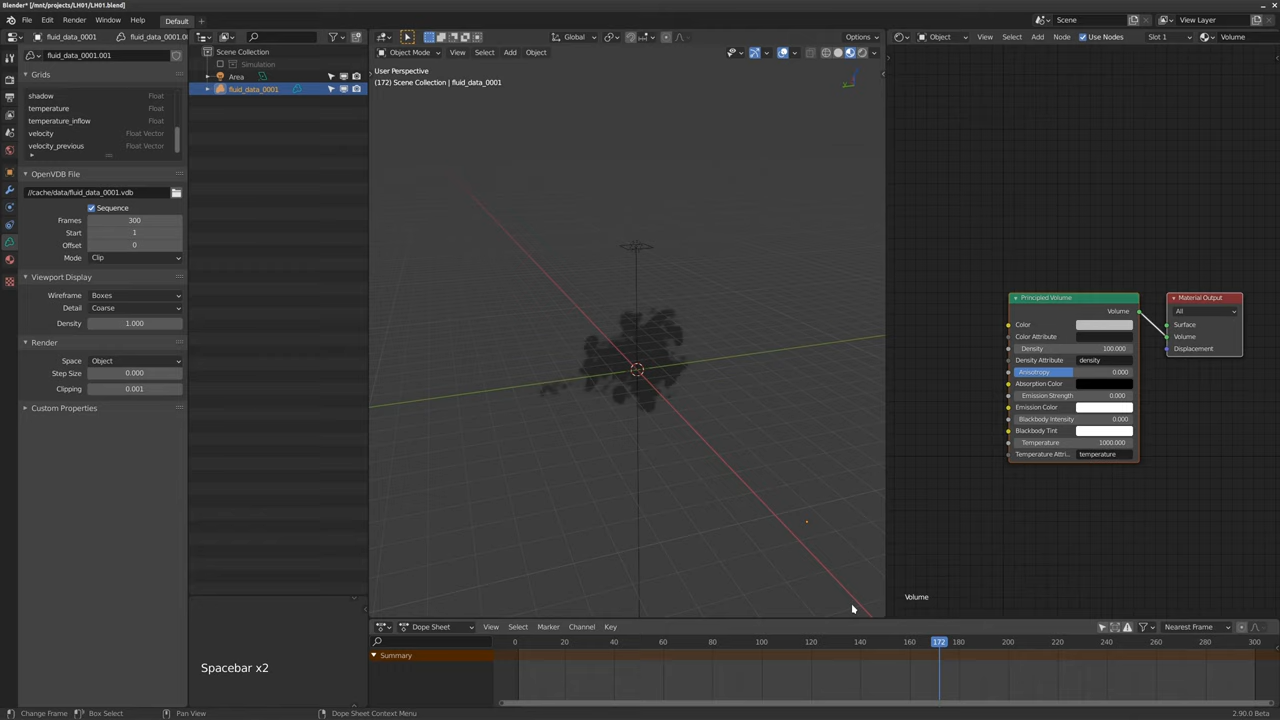 Blender* [/mnt/projects/LH01/LH01.blend]
File Edit Render Window Help Default Scene View Layer
fluid_data_0001 fluid_data_0001.00
Global Options Object Select Add Node Use Nodes Slot 1 Volume
fluid_data_0001.001
Scene Collection
Object Mode View Select Add Object
Grids
Simulation
User Perspective
Area
(172) Scene Collection | fluid_data_0001
fluid_data_0001
shadow Float
temperature Float
temperature_inflow Float
velocity Float Vector
velocity_previous Float Vector
OpenVDB File
//cache/data/fluid_data_0001.vdb
Sequence
Frames 300
Start 1
Offset 0
Mode Clip
Viewport Display
Wireframe Boxes
Detail Coarse
Density 1.000
Render
Space Object
Step Size 0.000
Clipping 0.001
Custom Properties
Principled Volume
Volume
Color
Color Attribute
Density 100.000
Density Attribute density
Anisotropy 0.000
Absorption Color
Emission Strength 0.000
Emission Color
Blackbody Intensity 0.000
Blackbody Tint
Temperature 1000.000
Temperature Attri.. temperature
Material Output
All
Surface
Volume
Displacement
Volume
Dope Sheet View Select Marker Channel Key Nearest Frame
0 20 40 60 80 100 120 140 160 172 180 200 220 240 260 280 300
Summary
Spacebar x2
Change Frame Box Select Pan View Dope Sheet Context Menu 2.90.0 Beta